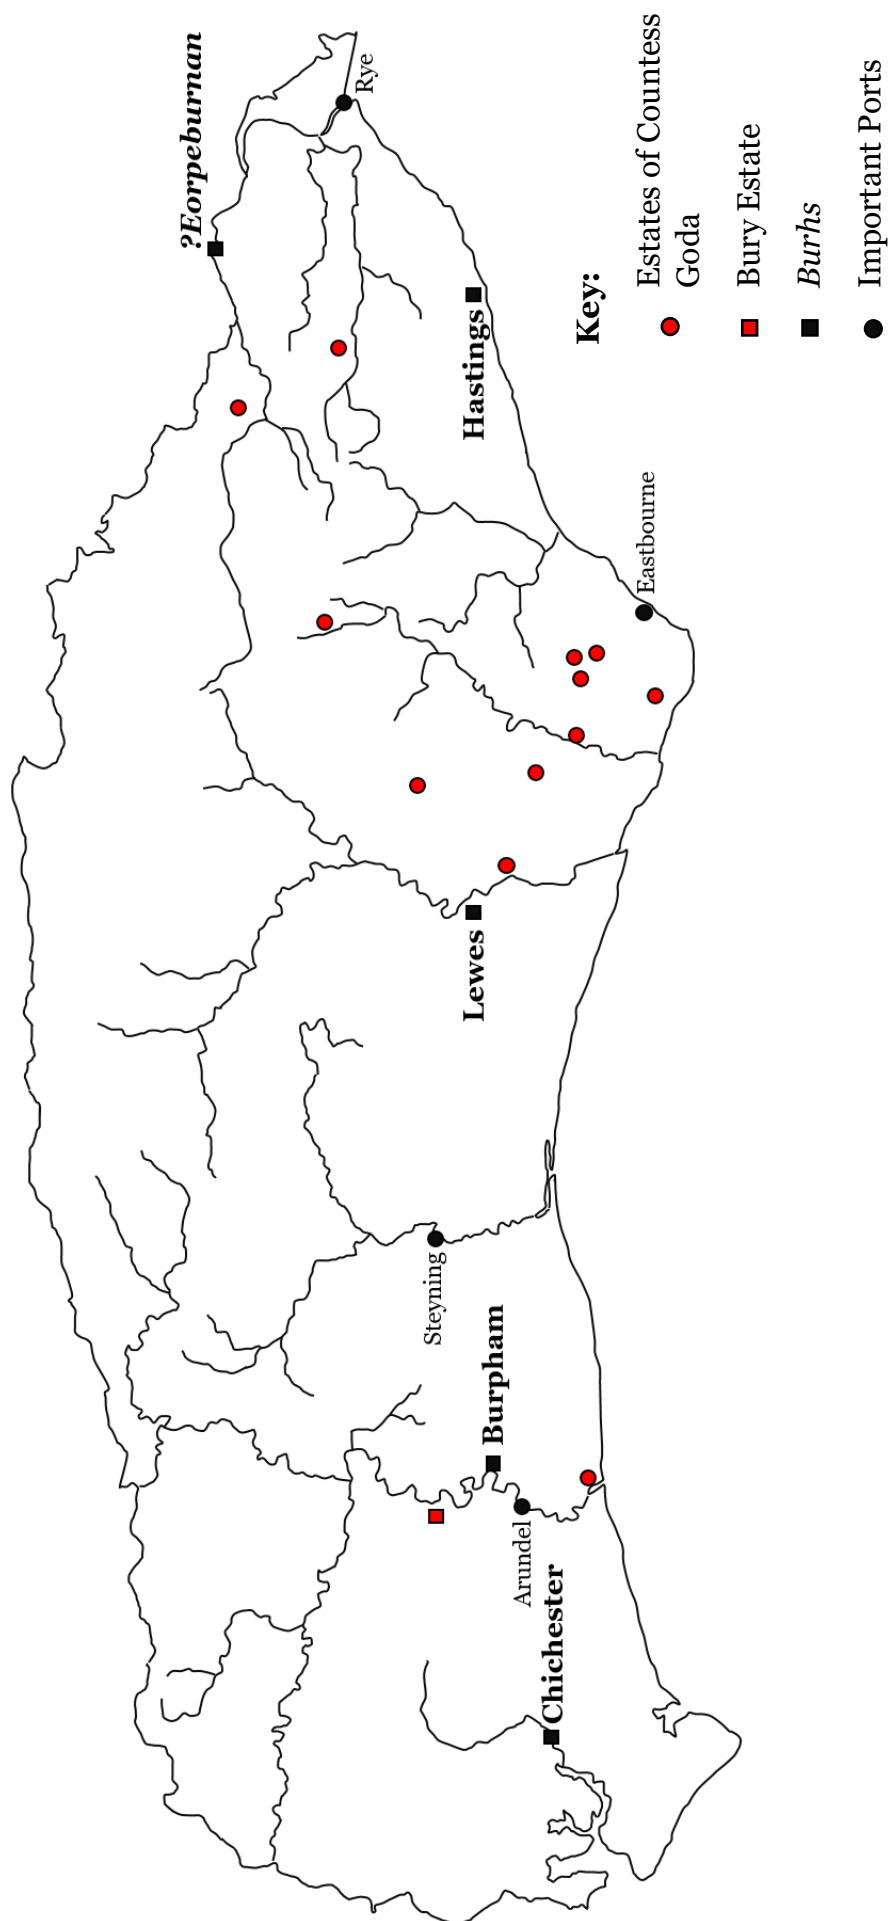 ?Eorpeburnan
Rye
Hastings
Eastbourne
Lewes
Steyning
Burpham
Arundel
Chichester
Key:
Estates of Countess
Goda
Bury Estate
Burhs
Important Ports